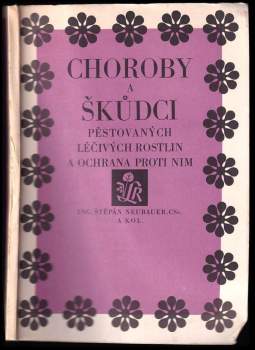 CHOROBY
A
ŠKŮDCI
PĚSTOVANÝCH
LÉČIVÝCH ROSTLIN
A OCHRANA PROTI NIM
ING. ŠTĚPÁN NEUBAUER, CSc.
A KOL.